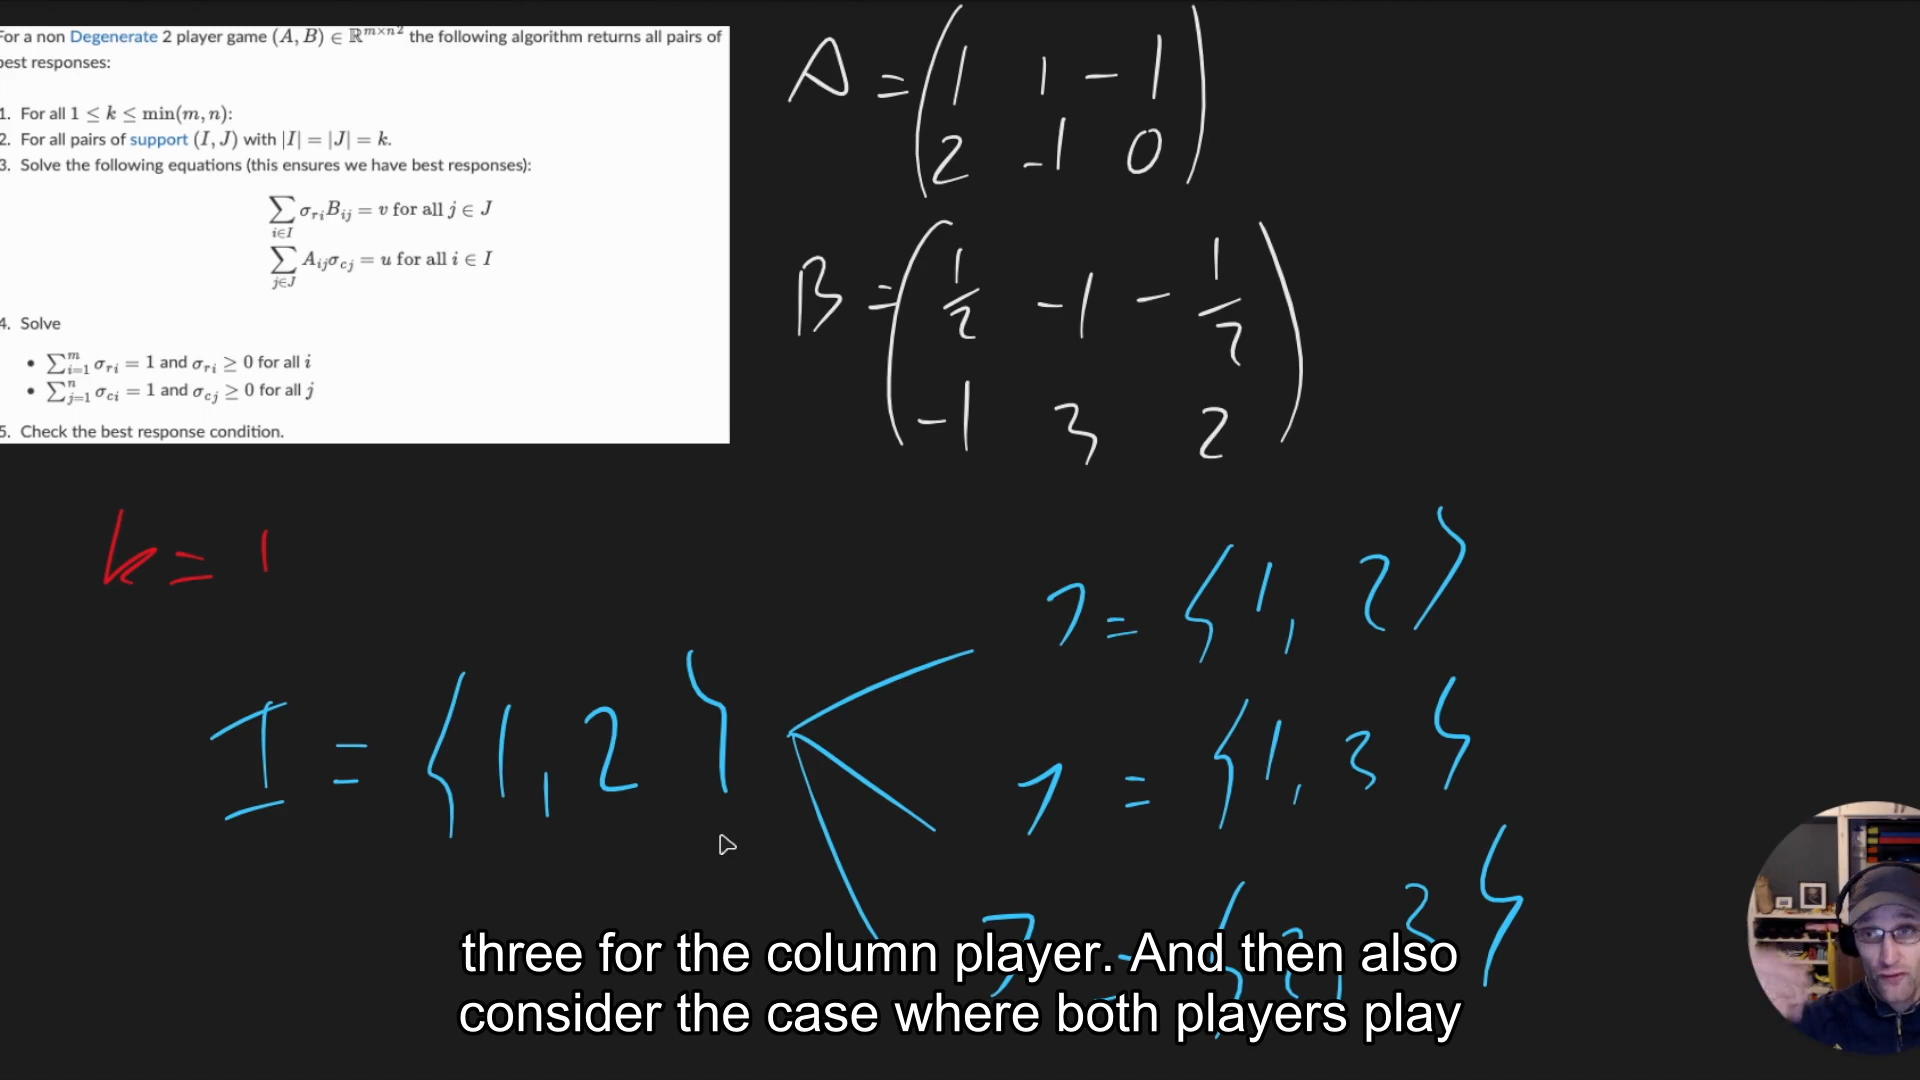 For a non Degenerate 2 player game (A, B) ∈ ℝ^{m×n^2} the following algorithm returns all pairs of
best responses:
1. For all 1 ≤ k ≤ min(m, n):
2. For all pairs of support (I, J) with |I| = |J| = k.
3. Solve the following equations (this ensures we have best responses):
∑_{i∈I} σ_{ri} B_{ij} = v for all j ∈ J
∑_{j∈J} A_{ij} σ_{cj} = u for all i ∈ I
4. Solve
• ∑_{i=1}^{m} σ_{ri} = 1 and σ_{ri} ≥ 0 for all i
• ∑_{j=1}^{n} σ_{ci} = 1 and σ_{cj} ≥ 0 for all j
5. Check the best response condition.
A = ( 1 1 -1
2 -1 0 )
B = ( 1/2 -1 -1/2
-1 3 2 )
k = 1
I = {1, 2}
J = {1, 2}
J = {1, 3}
J = {2, 3}
three for the column player. And then also
consider the case where both players play